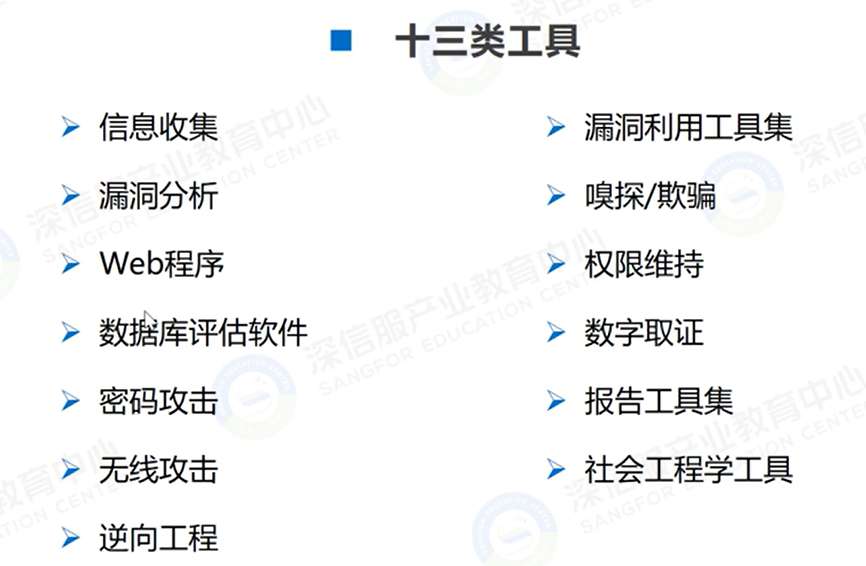 十三类工具
信息收集
漏洞分析
Web程序
数据库评估软件
密码攻击
无线攻击
逆向工程
漏洞利用工具集
嗅探/欺骗
权限维持
数字取证
报告工具集
社会工程学工具
深信服产业教育中心
SANGFOR EDUCATION CENTER